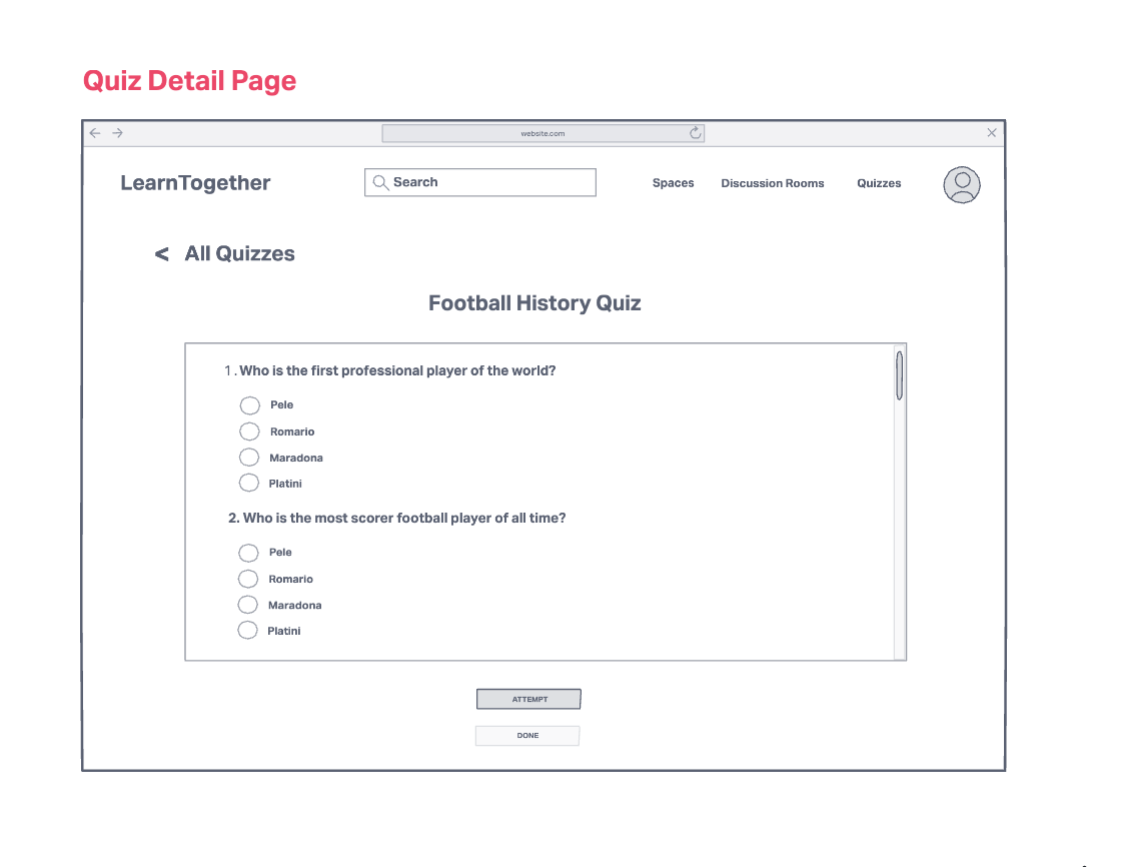 Quiz Detail Page
website.com
LearnTogether
Search
Spaces
Discussion Rooms
Quizzes
< All Quizzes
Football History Quiz
1. Who is the first professional player of the world?
Pele
Romario
Maradona
Platini
2. Who is the most scorer football player of all time?
Pele
Romario
Maradona
Platini
ATTEMPT
DONE